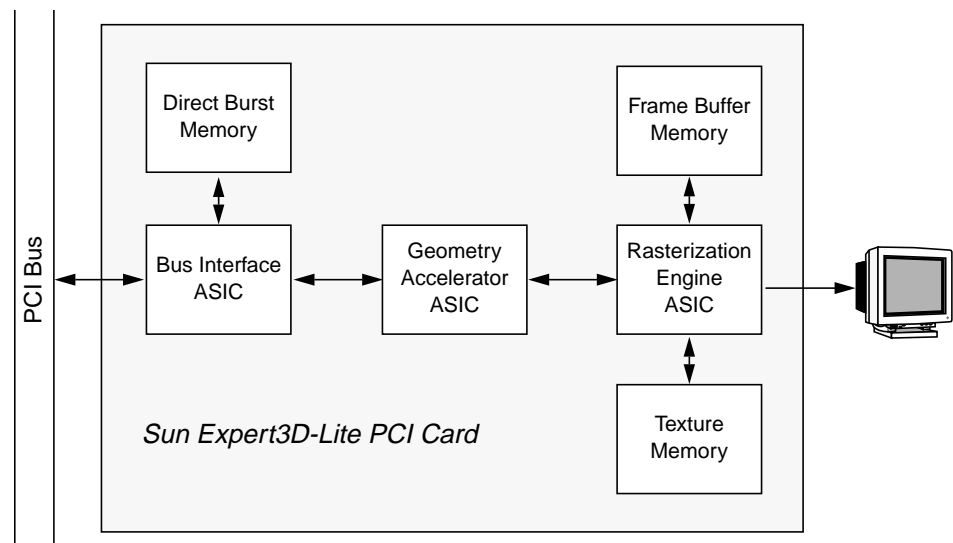 Direct Burst
Memory
Frame Buffer
Memory
PCI Bus
Bus Interface
ASIC
Geometry
Accelerator
ASIC
Rasterization
Engine
ASIC
Sun Expert3D-Lite PCI Card
Texture
Memory